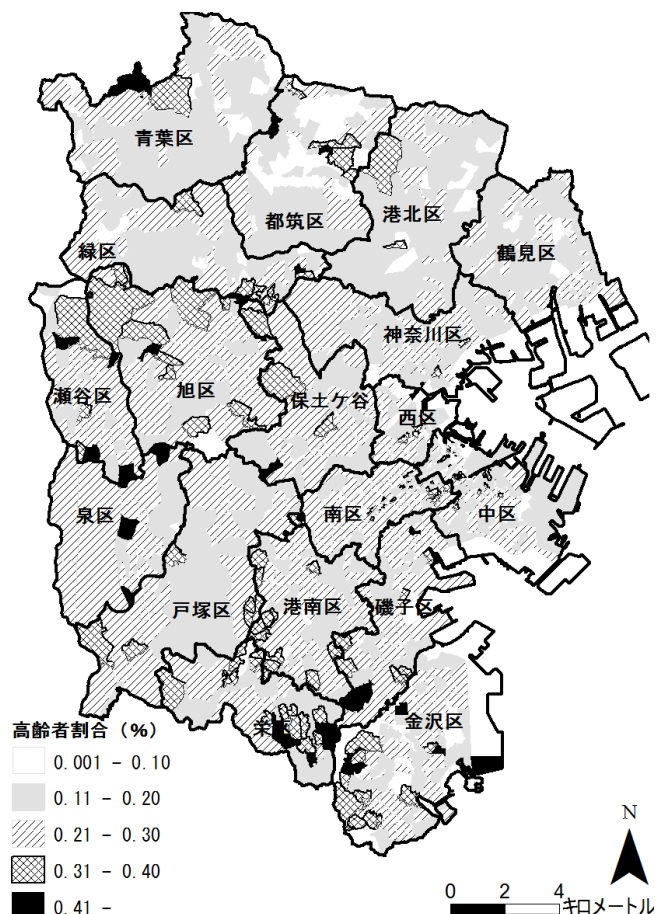 青葉区
都筑区
港北区
緑区
鶴見区
神奈川区
瀬谷区
旭区
保土ケ谷
西区
泉区
南区
中区
戸塚区
港南区
磯子区
栄
金沢区
高齢者割合 (%)
0.001 - 0.10
0.11 - 0.20
0.21 - 0.30
0.31 - 0.40
0.41 -
N
0 2 4
キロメートル